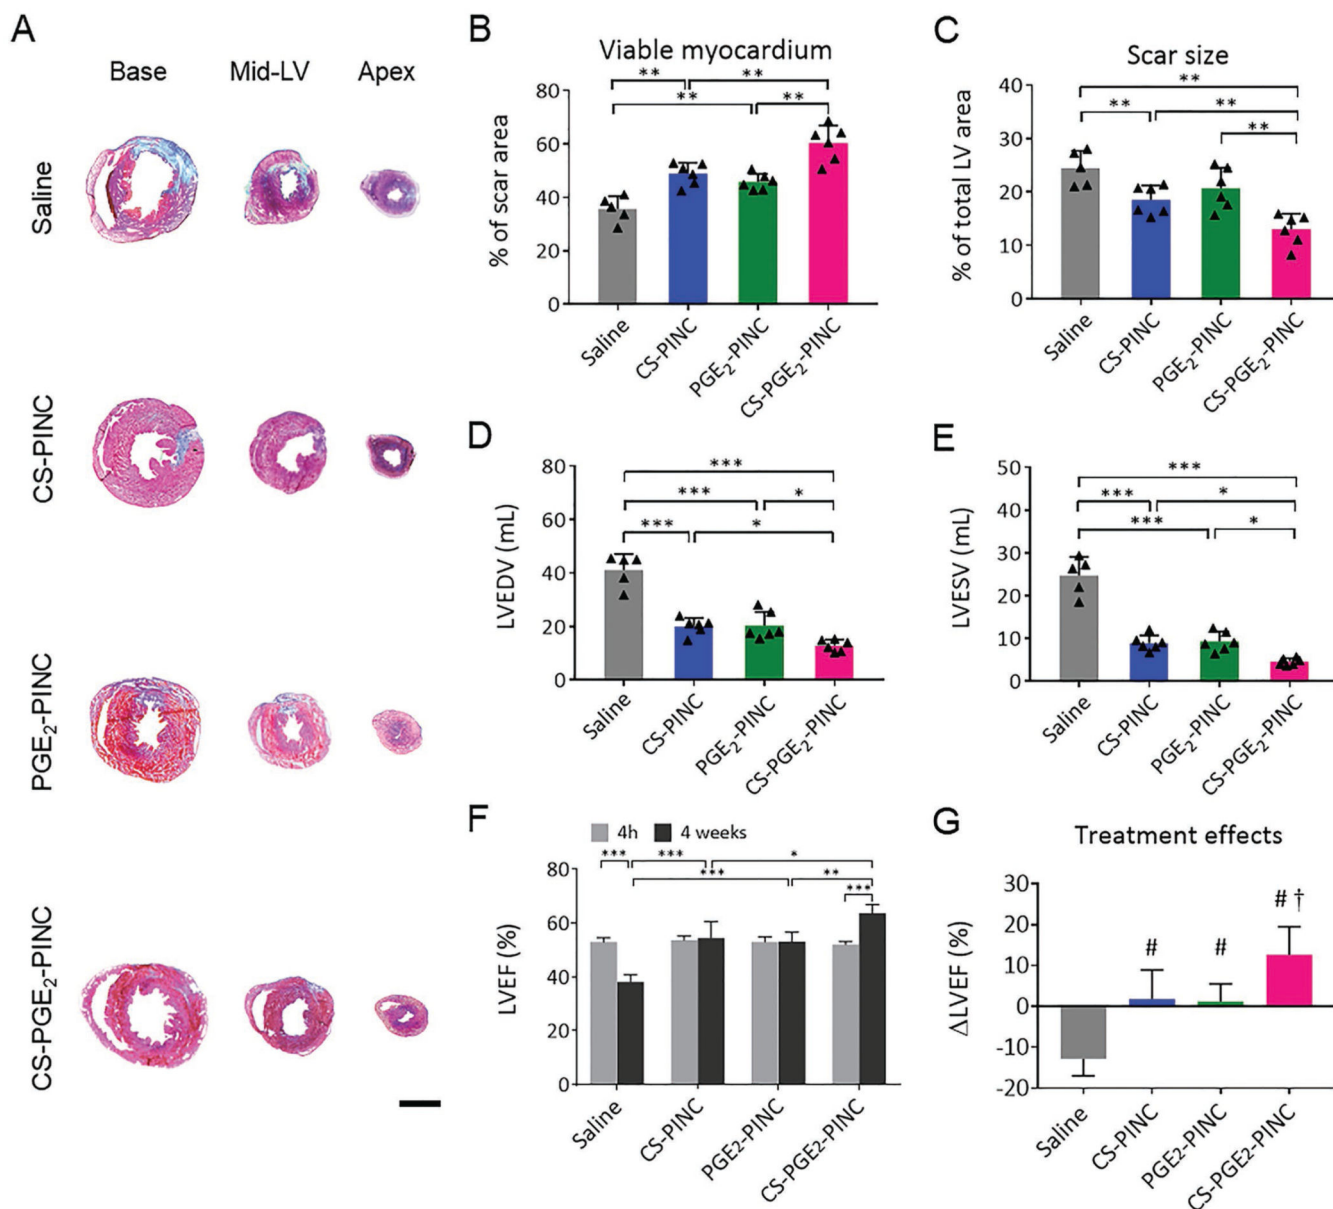 A
Base Mid-LV Apex
Saline
CS-PINC
PGE₂-PINC
CS-PGE₂-PINC
B
Viable myocardium
** **
** **
% of scar area
80
60
40
60
0
Saline
CS-PINC
PGE₂-PINC
CS-PGE₂-PINC
C
Scar size
**
** **
**
% of total LV area
40
30
20
10
0
Saline
CS-PINC
PGE₂-PINC
CS-PGE₂-PINC
D
***
*** *
*** *
LVEDV (mL)
80
60
40
20
0
Saline
CS-PINC
PGE₂-PINC
CS-PGE₂-PINC
E
***
*** *
*** *
LVESV (mL)
50
40
30
20
10
0
Saline
CS-PINC
PGE₂-PINC
CS-PGE₂-PINC
F
4h 4 weeks
*** *** *
*** **
***
LVEF (%)
80
60
40
60
0
Saline
CS-PINC
PGE₂-PINC
CS-PGE₂-PINC
G
Treatment effects
# †
# #
ΔLVEF (%)
30
20
10
0
-10
-20
Saline
CS-PINC
PGE₂-PINC
CS-PGE₂-PINC